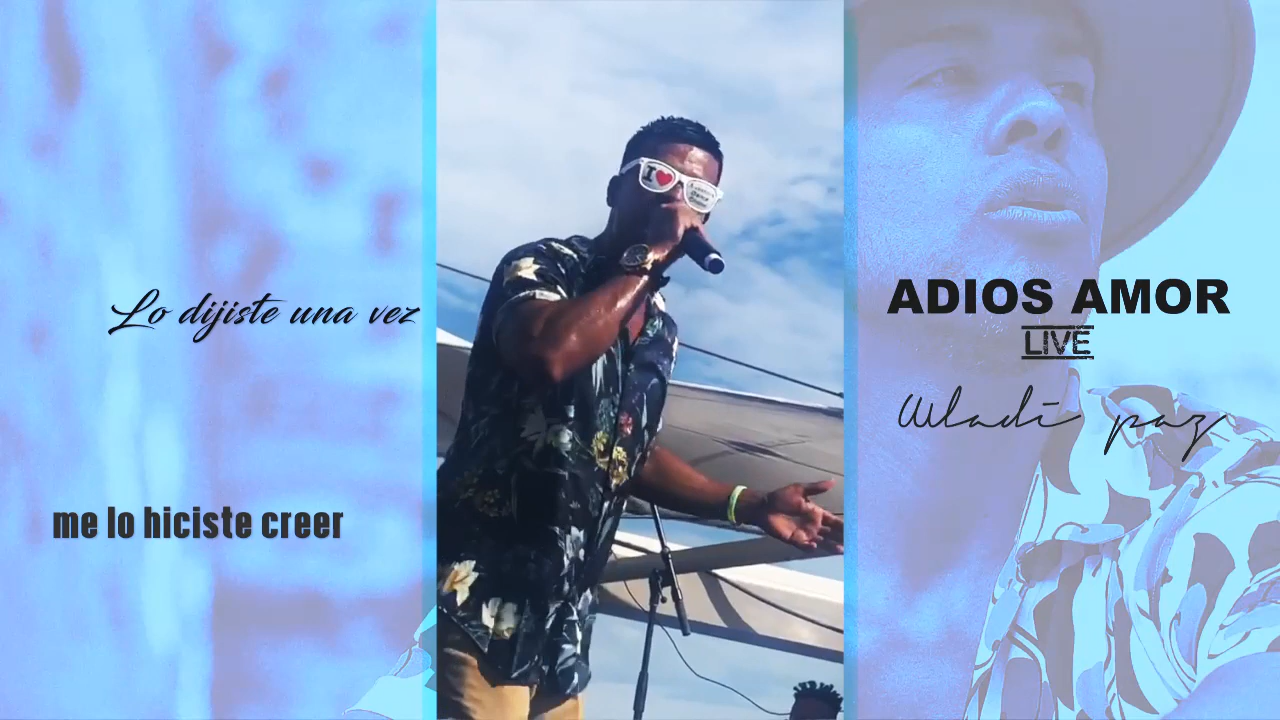 Lo dijiste una vez
me lo hiciste creer
I ❤
ADIOS AMOR
LIVE
Wladi paz